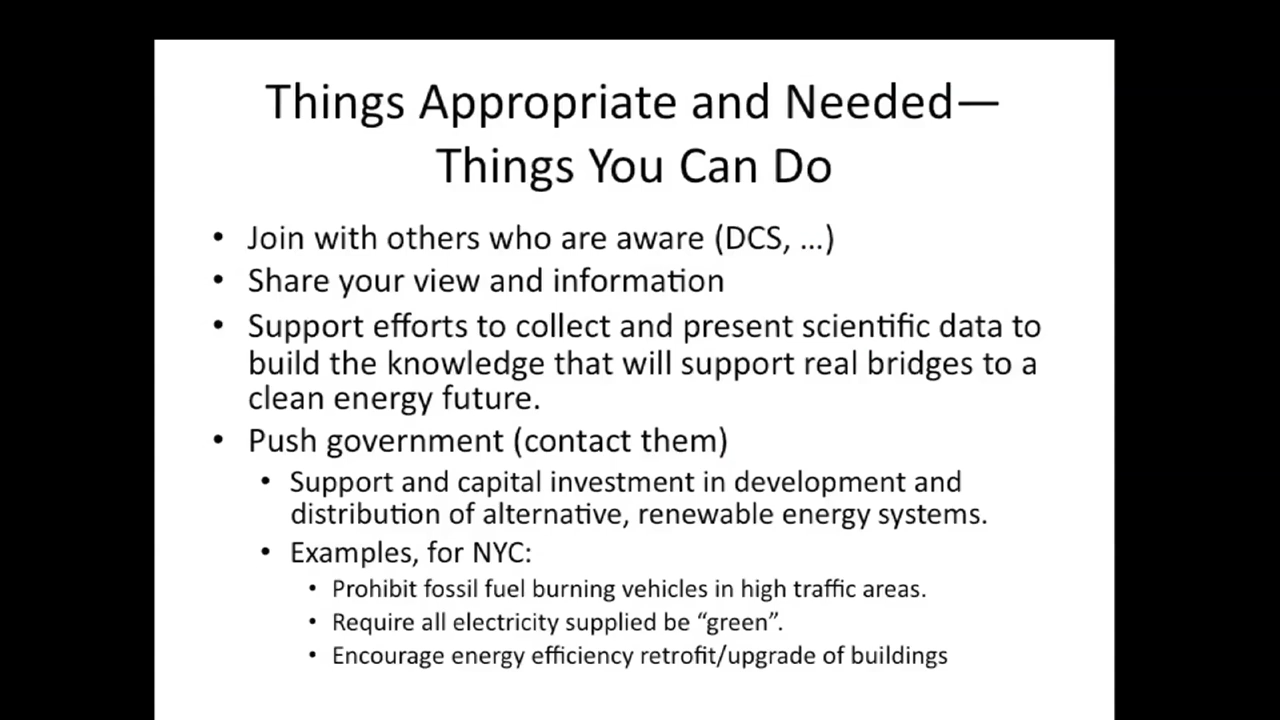 Things Appropriate and Needed—
Things You Can Do
• Join with others who are aware (DCS, ...)
• Share your view and information
• Support efforts to collect and present scientific data to
build the knowledge that will support real bridges to a
clean energy future.
• Push government (contact them)
• Support and capital investment in development and
distribution of alternative, renewable energy systems.
• Examples, for NYC:
• Prohibit fossil fuel burning vehicles in high traffic areas.
• Require all electricity supplied be “green”.
• Encourage energy efficiency retrofit/upgrade of buildings